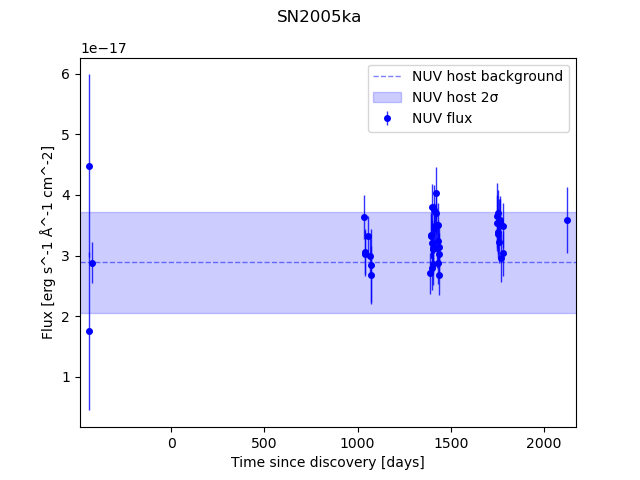 SN2005ka
1e−17
NUV host background
NUV host 2σ
NUV flux
6
5
4
3
2
1
Flux [erg s^-1 Å^-1 cm^-2]
0 500 1000 1500 2000
Time since discovery [days]